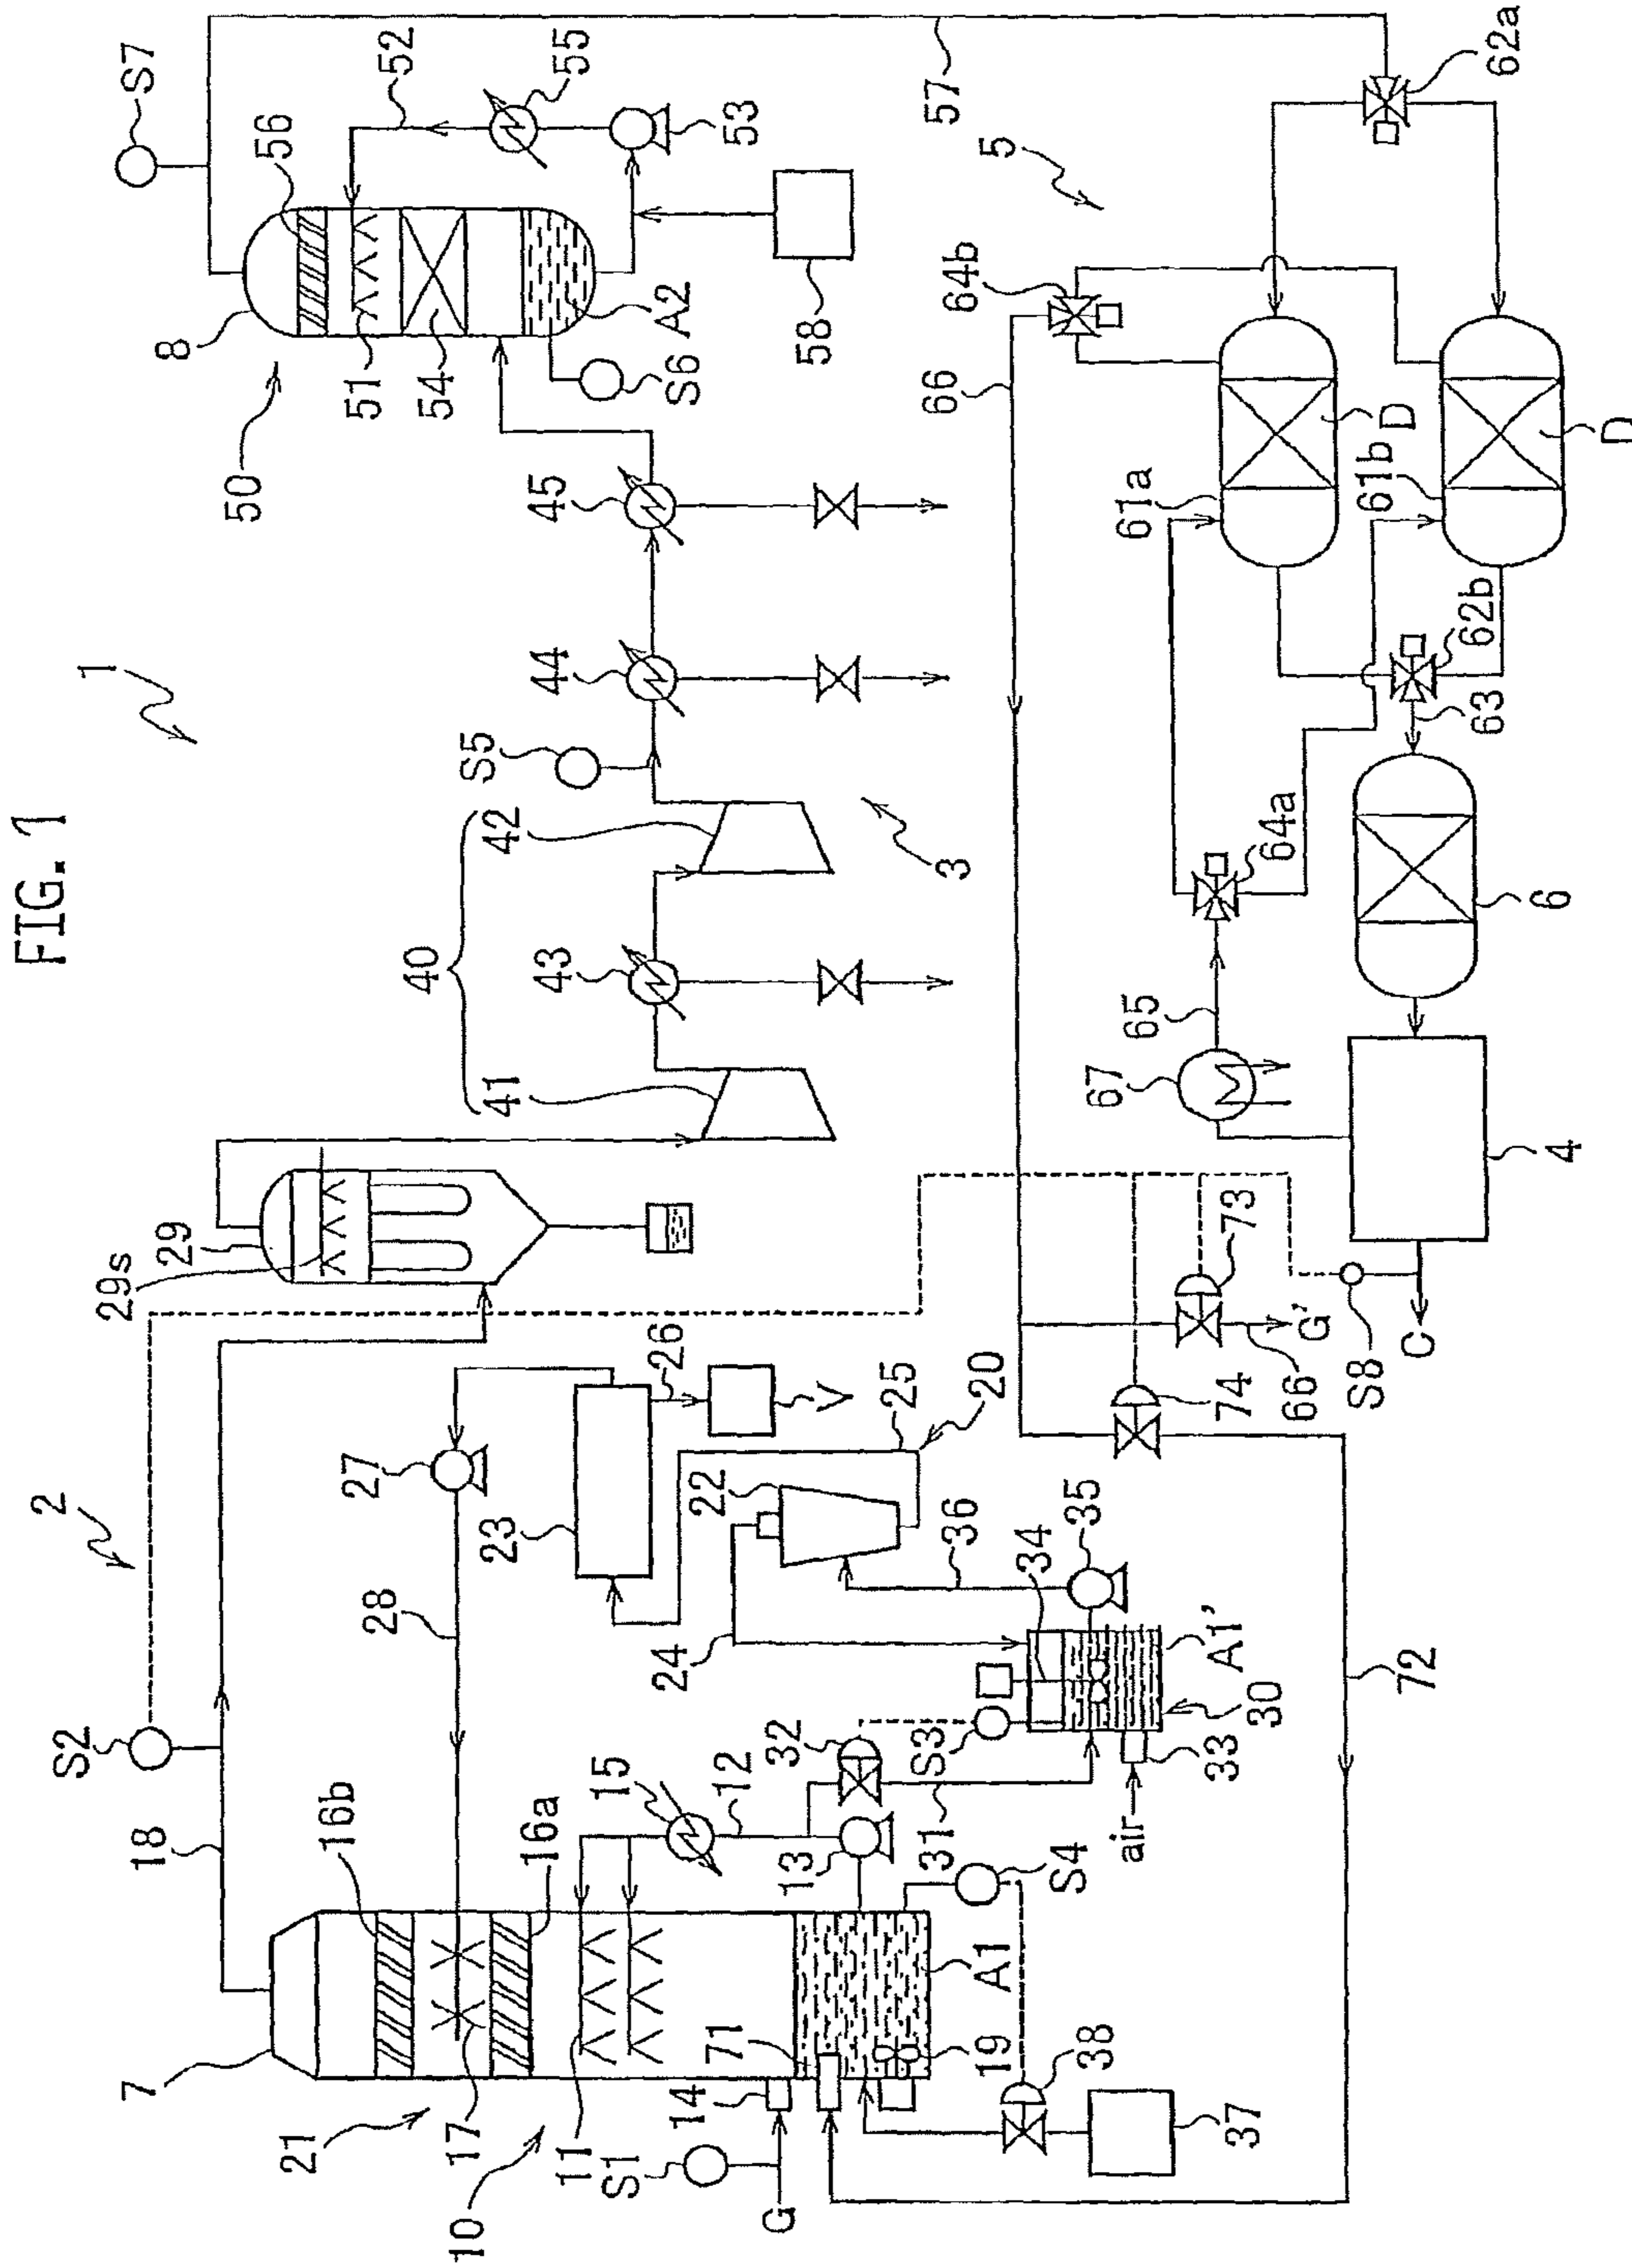 FIG. 1
1
2
S2
18
7
16b
28
27
21
17
16a
10
11
15
12
13
32
31
S1
14
G
71
A1
19
S4
38
37
S3
34
33
air
30
A1'
35
36
24
22
25
20
23
26
V
72
29s
29
40
41
42
43
44
45
S5
3
50
8
51
54
56
52
55
53
A2
S6
58
S7
57
5
62a
64b
66
61a
D
61b
D
62b
63
64a
6
65
67
4
C
S8
73
G'
66
74